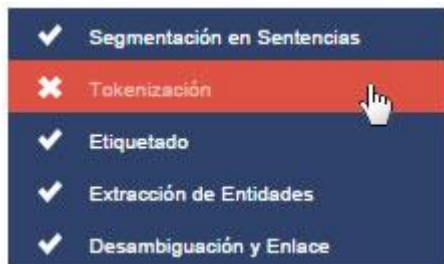 Segmentación en Sentencias
Tokenización
Etiquetado
Extracción de Entidades
Desambiguación y Enlace